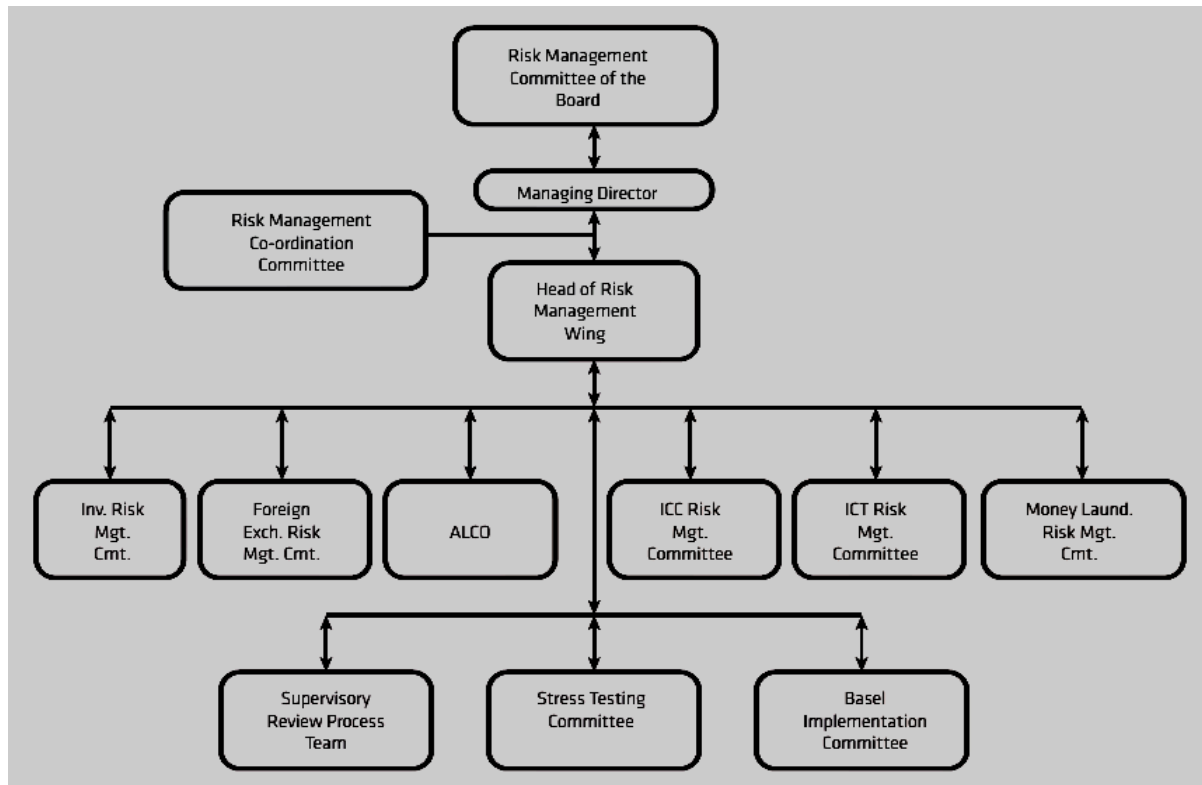 Risk Management
Committee of the
Board
Managing Director
Risk Management
Co-ordination
Committee
Head of Risk
Management
Wing
Inv. Risk
Mgt.
Cmt.
Foreign
Exch. Risk
Mgt. Cmt.
ALCO
ICC Risk
Mgt.
Committee
ICT Risk
Mgt.
Committee
Money Laund.
Risk Mgt.
Cmt.
Supervisory
Review Process
Team
Stress Testing
Committee
Basel
Implementation
Committee